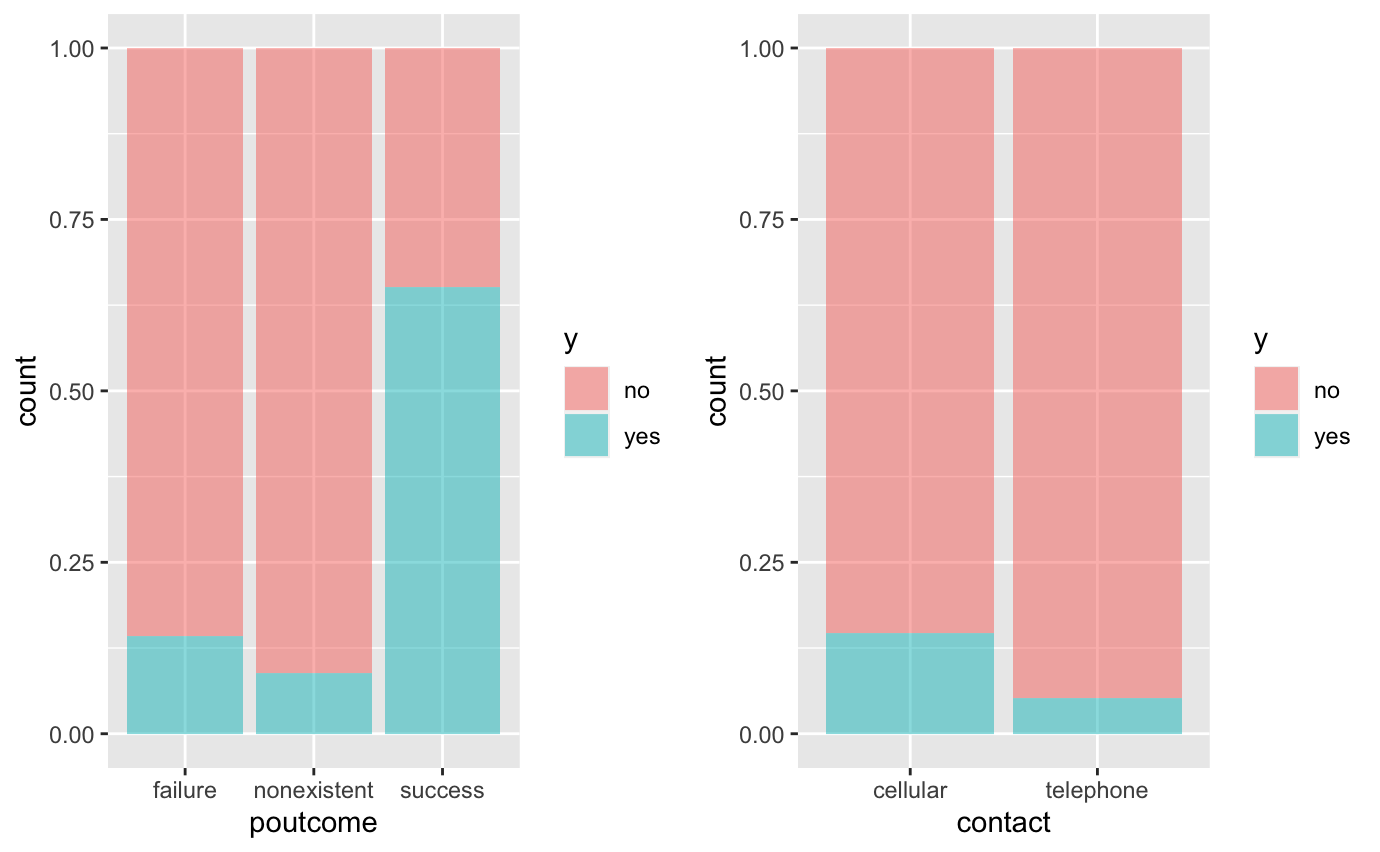 count
1.00
0.75
0.50
0.25
0.00
failure nonexistent success
poutcome
y
no
yes
count
1.00
0.75
0.50
0.25
0.00
cellular telephone
contact
y
no
yes